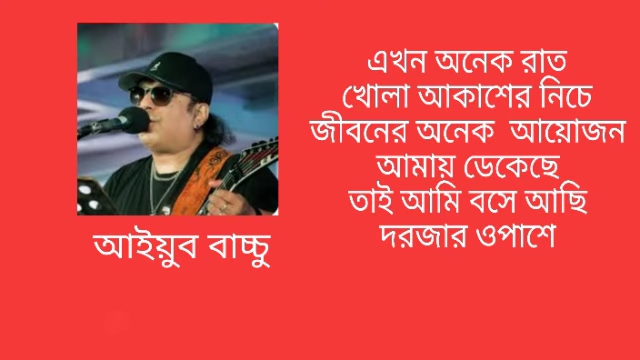 এখন অনেক রাত
খোলা আকাশের নিচে
জীবনের অনেক আয়োজন
আমায় ডেকেছে
তাই আমি বসে আছি
দরজার ওপাশে
আইয়ুব বাচ্চু